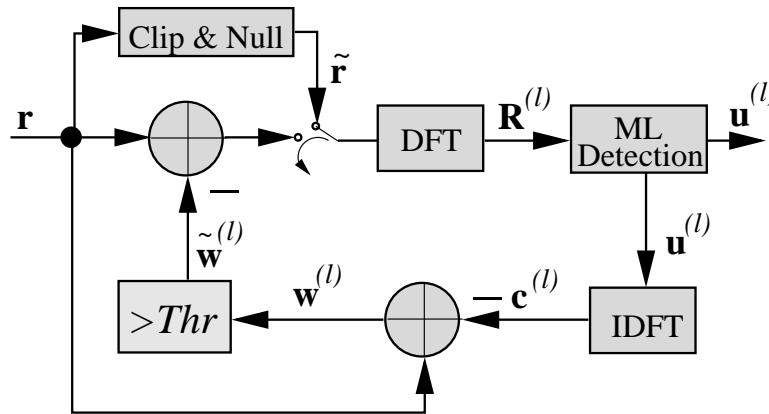 Clip & Null
r̃
r
DFT
R^(l)
ML
Detection
u^(l)
u^(l)
w̃^(l)
>Thr
w^(l)
− c^(l)
IDFT